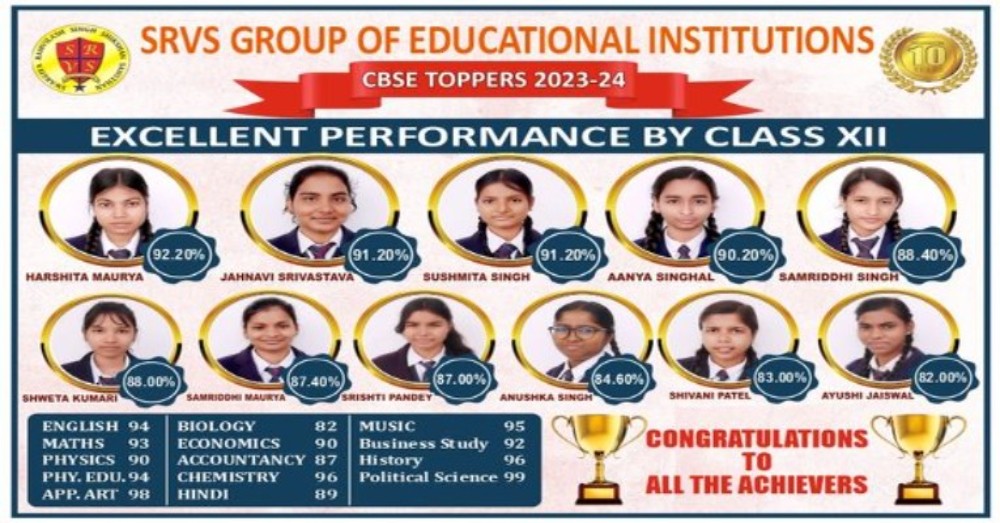 SRVS GROUP OF EDUCATIONAL INSTITUTIONS
SRVS
10
CBSE TOPPERS 2023-24
EXCELLENT PERFORMANCE BY CLASS XII
92.20% 91.20% 91.20% 90.20% 88.40%
HARSHITA MAURYA JAHNAVI SRIVASTAVA SUSHMITA SINGH AANYA SINGHAL SAMRIDDHI SINGH
88.00% 87.40% 87.00% 84.60% 83.00% 82.00%
SHWETA KUMARI SAMRIDDHI MAURYA SRISHTI PANDEY ANUSHKA SINGH SHIVANI PATEL AYUSHI JAISWAL
ENGLISH 94
MATHS 93
PHYSICS 90
PHY. EDU. 94
APP. ART 98
BIOLOGY 82
ECONOMICS 90
ACCOUNTANCY 87
CHEMISTRY 96
HINDI 89
MUSIC 95
Business Study 92
History 96
Political Science 99
CONGRATULATIONS
TO
ALL THE ACHIEVERS